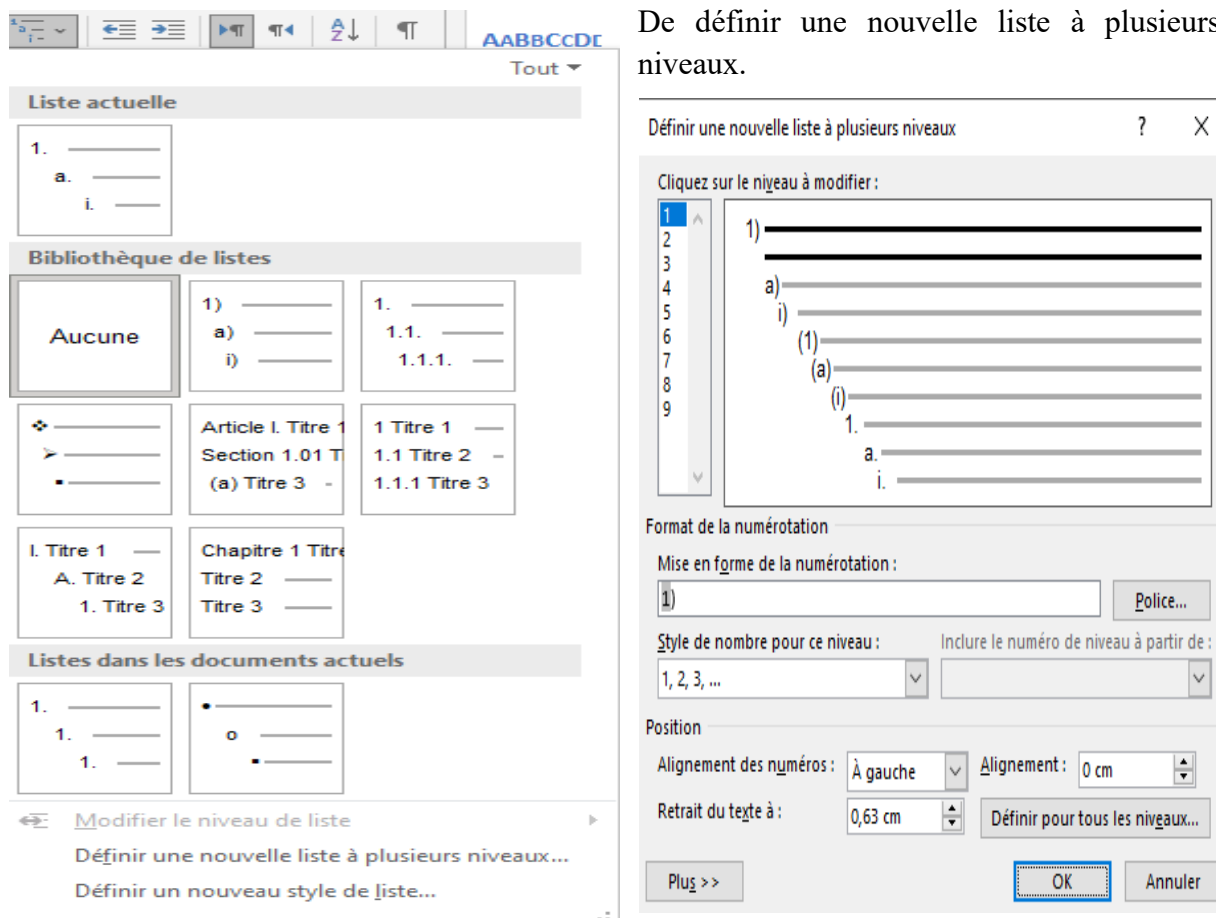 AABBCCDE
Tout
Liste actuelle
1.
a.
i.
Bibliothèque de listes
Aucune
1)
a)
i)
1.
1.1.
1.1.1.
Article I. Titre 1
Section 1.01 T
(a) Titre 3
1 Titre 1
1.1 Titre 2
1.1.1 Titre 3
I. Titre 1
A. Titre 2
1. Titre 3
Chapitre 1 Titre
Titre 2
Titre 3
Listes dans les documents actuels
1.
1.
1.
Modifier le niveau de liste
Définir une nouvelle liste à plusieurs niveaux...
Définir un nouveau style de liste...
De définir une nouvelle liste à plusieurs
niveaux.
Définir une nouvelle liste à plusieurs niveaux ? X
Cliquez sur le niveau à modifier :
1
2
3
4
5
6
7
8
9
1)
a)
i)
(1)
(a)
(i)
1.
a.
i.
Format de la numérotation
Mise en forme de la numérotation :
1)
Police...
Style de nombre pour ce niveau : Inclure le numéro de niveau à partir de :
1, 2, 3, ...
Position
Alignement des numéros : À gauche Alignement : 0 cm
Retrait du texte à : 0,63 cm Définir pour tous les niveaux...
Plus >> OK Annuler